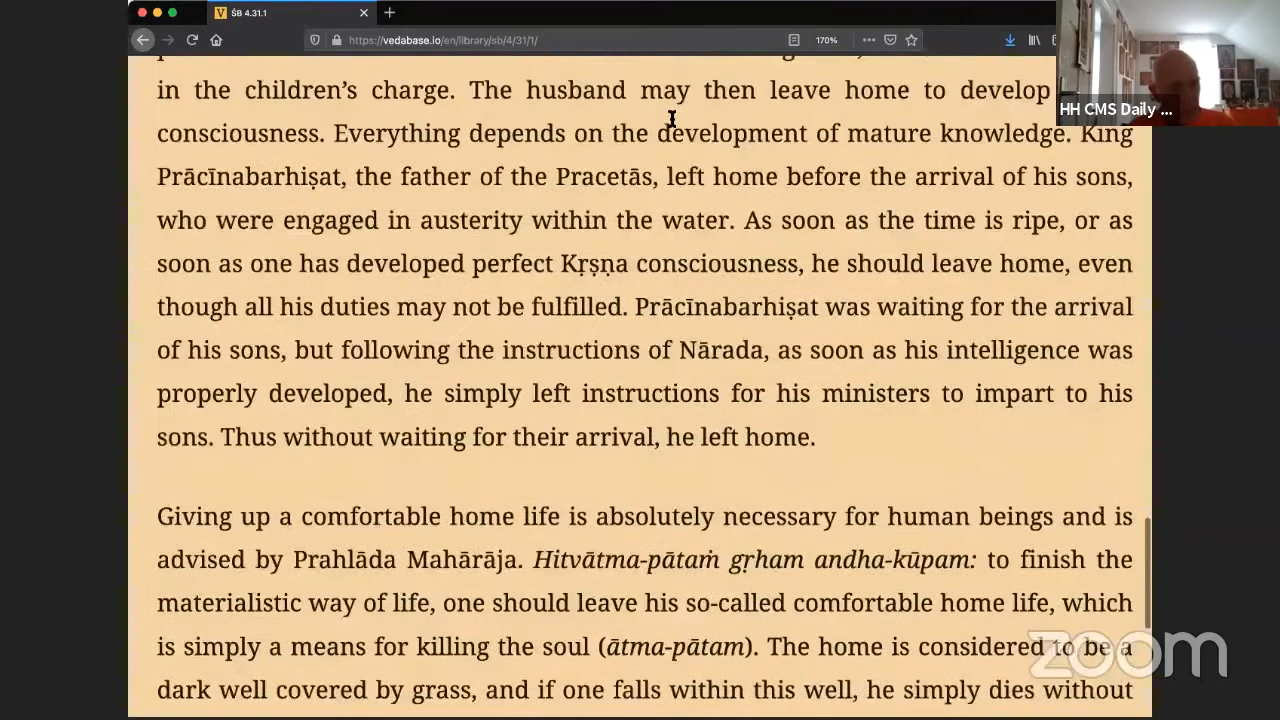 ŚB 4.31.1
https://vedabase.io/en/library/sb/4/31/1/
170%
HH CMS Daily ...
in the children’s charge. The husband may then leave home to develop
consciousness. Everything depends on the development of mature knowledge. King
Prācīnabarhiṣat, the father of the Pracetās, left home before the arrival of his sons,
who were engaged in austerity within the water. As soon as the time is ripe, or as
soon as one has developed perfect Kṛṣṇa consciousness, he should leave home, even
though all his duties may not be fulfilled. Prācīnabarhiṣat was waiting for the arrival
of his sons, but following the instructions of Nārada, as soon as his intelligence was
properly developed, he simply left instructions for his ministers to impart to his
sons. Thus without waiting for their arrival, he left home.
Giving up a comfortable home life is absolutely necessary for human beings and is
advised by Prahlāda Mahārāja. Hitvātma-pātaṁ gṛham andha-kūpam: to finish the
materialistic way of life, one should leave his so-called comfortable home life, which
is simply a means for killing the soul (ātma-pātam). The home is considered to be a
dark well covered by grass, and if one falls within this well, he simply dies without
zoom